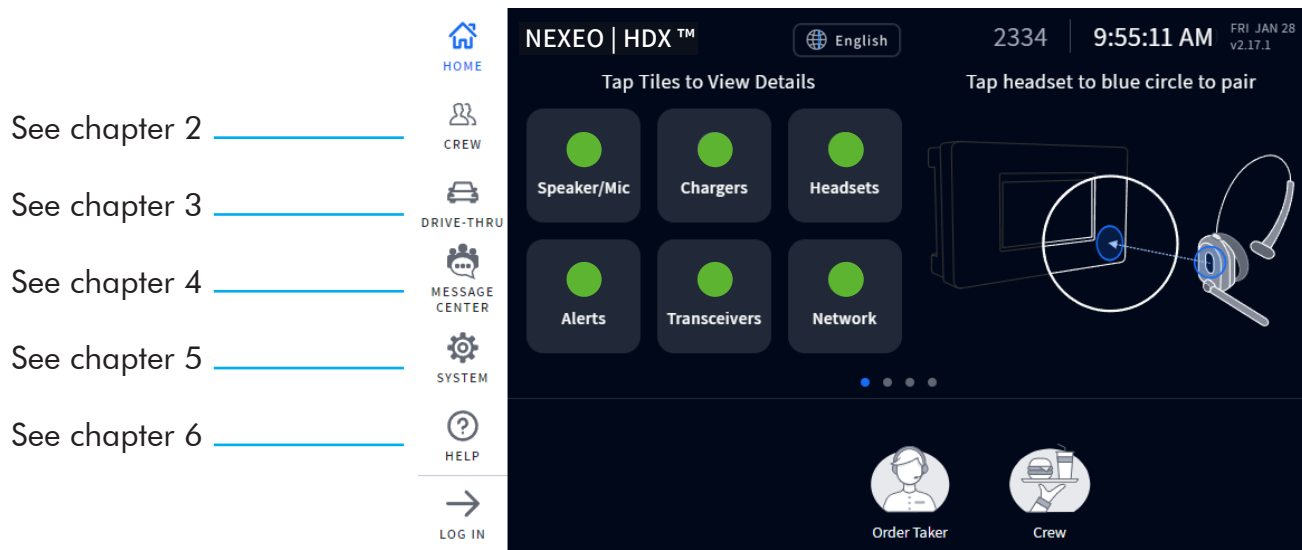 See chapter 2
See chapter 3
See chapter 4
See chapter 5
See chapter 6
HOME
CREW
DRIVE-THRU
MESSAGE
CENTER
SYSTEM
HELP
LOG IN
NEXEO | HDX ™
English
2334
9:55:11 AM
FRI JAN 28
v2.17.1
Tap Tiles to View Details
Tap headset to blue circle to pair
Speaker/Mic
Chargers
Headsets
Alerts
Transceivers
Network
Order Taker
Crew